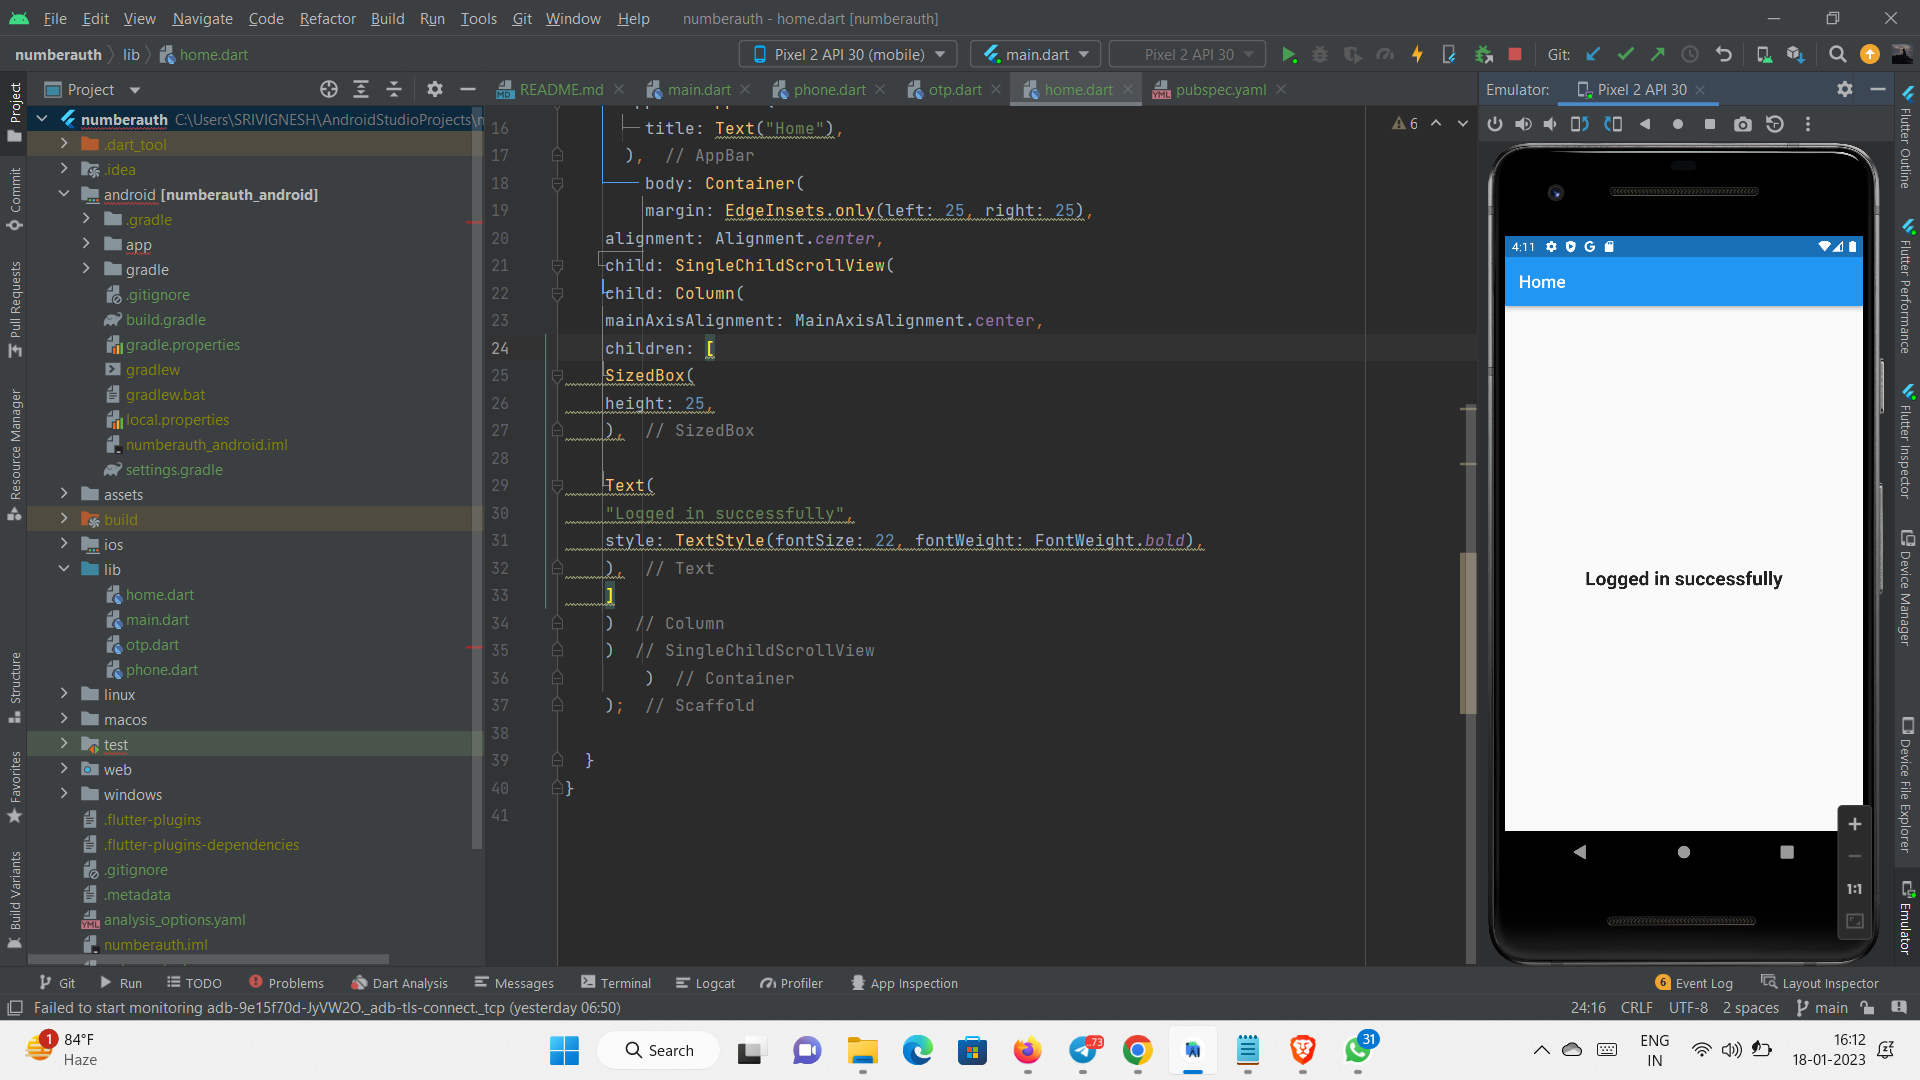 File Edit View Navigate Code Refactor Build Run Tools Git Window Help numberauth - home.dart [numberauth]
numberauth lib home.dart Pixel 2 API 30 (mobile) main.dart Pixel 2 API 30 Git:
Project README.md main.dart phone.dart otp.dart home.dart pubspec.yaml Emulator: Pixel 2 API 30
Project
Commit
Pull Requests
Resource Manager
Structure
Favorites
Build Variants
numberauth C:\Users\SRIVIGNESH\AndroidStudioProjects\n
.dart_tool
.idea
android [numberauth_android]
.gradle
app
gradle
.gitignore
build.gradle
gradle.properties
gradlew
gradlew.bat
local.properties
numberauth_android.iml
settings.gradle
assets
build
ios
lib
home.dart
main.dart
otp.dart
phone.dart
linux
macos
test
web
windows
.flutter-plugins
.flutter-plugins-dependencies
.gitignore
.metadata
analysis_options.yaml
numberauth.iml
6
16 title: Text("Home"),
17 ), // AppBar
18 body: Container(
19 margin: EdgeInsets.only(left: 25, right: 25),
20 alignment: Alignment.center,
21 child: SingleChildScrollView(
22 child: Column(
23 mainAxisAlignment: MainAxisAlignment.center,
24 children: [
25 SizedBox(
26 height: 25,
27 ), // SizedBox
28
29 Text(
30 "Logged in successfully",
31 style: TextStyle(fontSize: 22, fontWeight: FontWeight.bold),
32 ), // Text
33 ]
34 ) // Column
35 ) // SingleChildScrollView
36 ) // Container
37 ); // Scaffold
38
39 }
40 }
41
4:11 G
Home
Logged in successfully
1:1
Flutter Outline
Flutter Performance
Flutter Inspector
Device Manager
Device File Explorer
Emulator
Git Run TODO Problems Dart Analysis Messages Terminal Logcat Profiler App Inspection 6 Event Log Layout Inspector
Failed to start monitoring adb-9e15f70d-JyVW2O._adb-tls-connect._tcp (yesterday 06:50) 24:16 CRLF UTF-8 2 spaces main
1 84°F
Haze
Search
..73
31
ENG
IN
16:12
18-01-2023